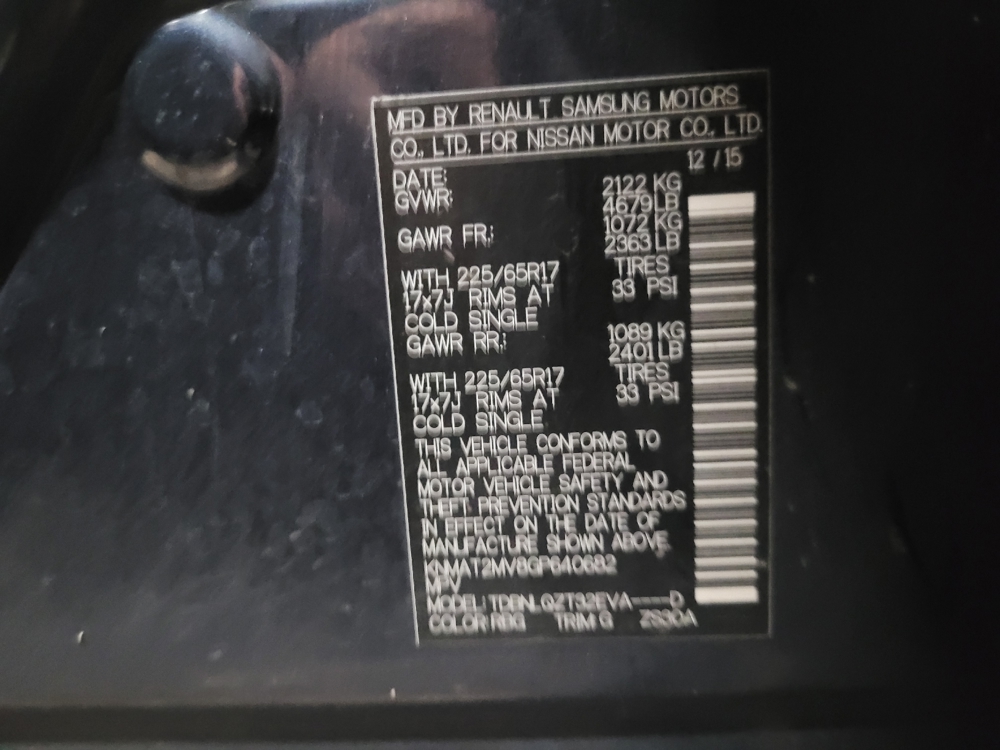 MFD BY RENAULT SAMSUNG MOTORS
CO., LTD. FOR NISSAN MOTOR CO., LTD.
DATE: 12 / 15
GVWR: 2122 KG
4679 LB
GAWR FR.: 1072 KG
2363 LB
WITH 225/65R17 TIRES
17x7J RIMS AT 33 PSI
COLD SINGLE
GAWR RR.: 1089 KG
2401 LB
WITH 225/65R17 TIRES
17x7J RIMS AT 33 PSI
COLD SINGLE
THIS VEHICLE CONFORMS TO
ALL APPLICABLE FEDERAL
MOTOR VEHICLE SAFETY AND
THEFT PREVENTION STANDARDS
IN EFFECT ON THE DATE OF
MANUFACTURE SHOWN ABOVE.
KNMAT2MV8GP640682
MPV
MODEL: TDBNLQZT32EVA----D
COLOR: RBG TRIM: G